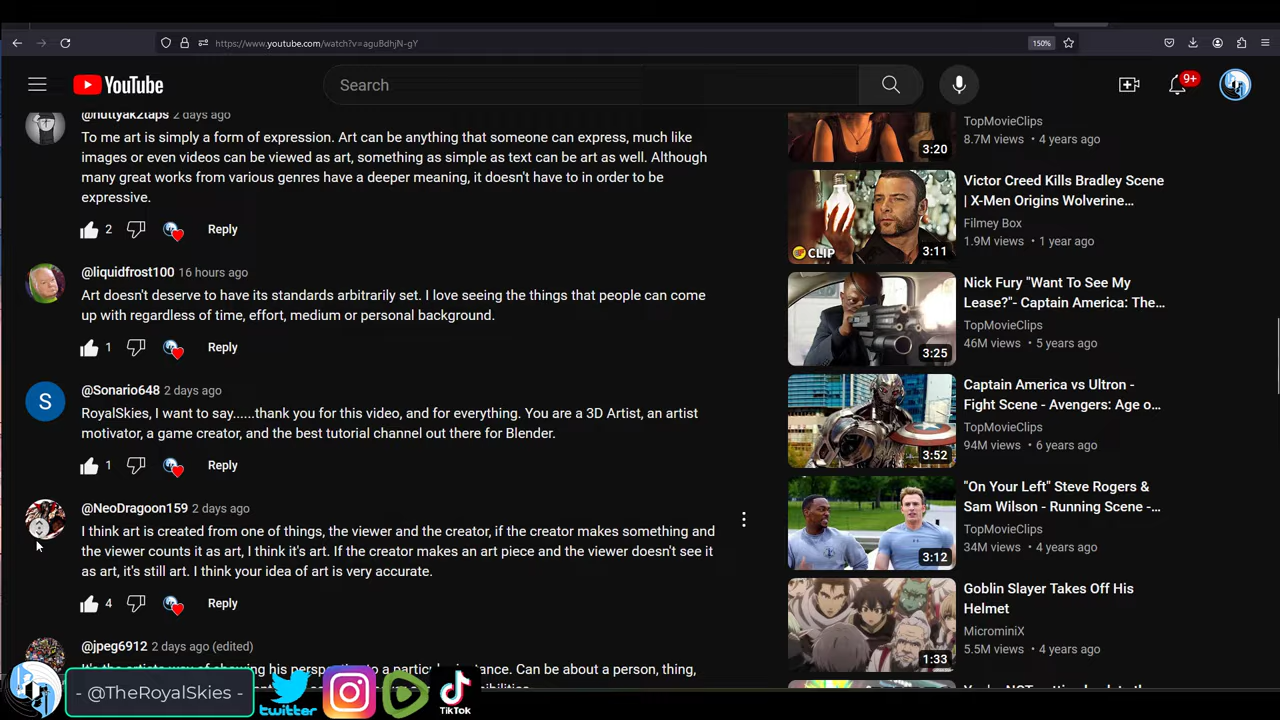 https://www.youtube.com/watch?v=aguBdhjN-gY
150%
YouTube
Search
9+
@nuttyak2taps 2 days ago
To me art is simply a form of expression. Art can be anything that someone can express, much like
images or even videos can be viewed as art, something as simple as text can be art as well. Although
many great works from various genres have a deeper meaning, it doesn't have to in order to be
expressive.
2 Reply
@liquidfrost100 16 hours ago
Art doesn't deserve to have its standards arbitrarily set. I love seeing the things that people can come
up with regardless of time, effort, medium or personal background.
1 Reply
S
@Sonario648 2 days ago
RoyalSkies, I want to say......thank you for this video, and for everything. You are a 3D Artist, an artist
motivator, a game creator, and the best tutorial channel out there for Blender.
1 Reply
@NeoDragoon159 2 days ago
I think art is created from one of things, the viewer and the creator, if the creator makes something and
the viewer counts it as art, I think it's art. If the creator makes an art piece and the viewer doesn't see it
as art, it's still art. I think your idea of art is very accurate.
4 Reply
@jpeg6912 2 days ago (edited)
of showing his to a Can be about a person, thing,
- @TheRoyalSkies -
twitter
TikTok
3:20
TopMovieClips
8.7M views • 4 years ago
CLIP
3:11
Victor Creed Kills Bradley Scene
| X-Men Origins Wolverine...
Filmey Box
1.9M views • 1 year ago
3:25
Nick Fury "Want To See My
Lease?"- Captain America: The...
TopMovieClips
46M views • 5 years ago
3:52
Captain America vs Ultron -
Fight Scene - Avengers: Age o...
TopMovieClips
94M views • 6 years ago
3:12
"On Your Left" Steve Rogers &
Sam Wilson - Running Scene -...
TopMovieClips
34M views • 4 years ago
1:33
Goblin Slayer Takes Off His
Helmet
MicrominiX
5.5M views • 4 years ago